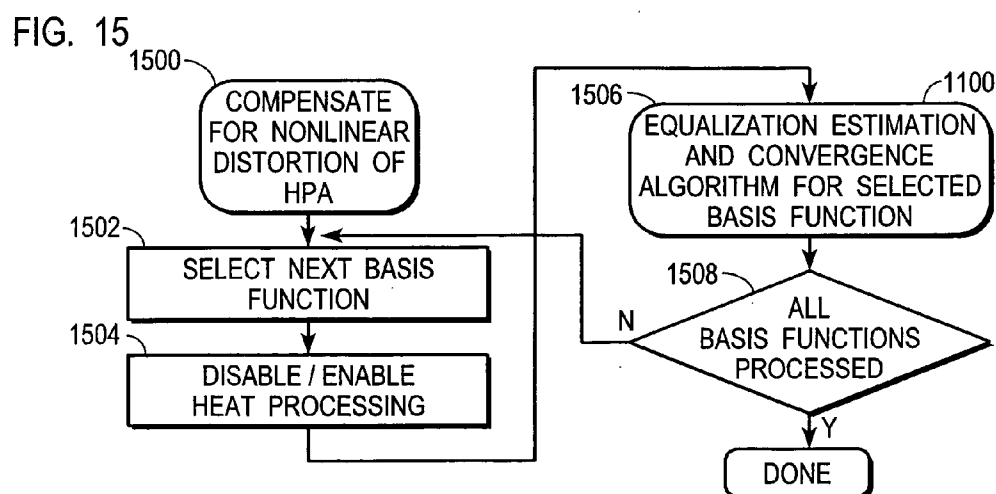 FIG. 15
1500
COMPENSATE
FOR NONLINEAR
DISTORTION OF
HPA
1502
SELECT NEXT BASIS
FUNCTION
1504
DISABLE / ENABLE
HEAT PROCESSING
1506
1100
EQUALIZATION ESTIMATION
AND CONVERGENCE
ALGORITHM FOR SELECTED
BASIS FUNCTION
1508
ALL
BASIS FUNCTIONS
PROCESSED
N
Y
DONE